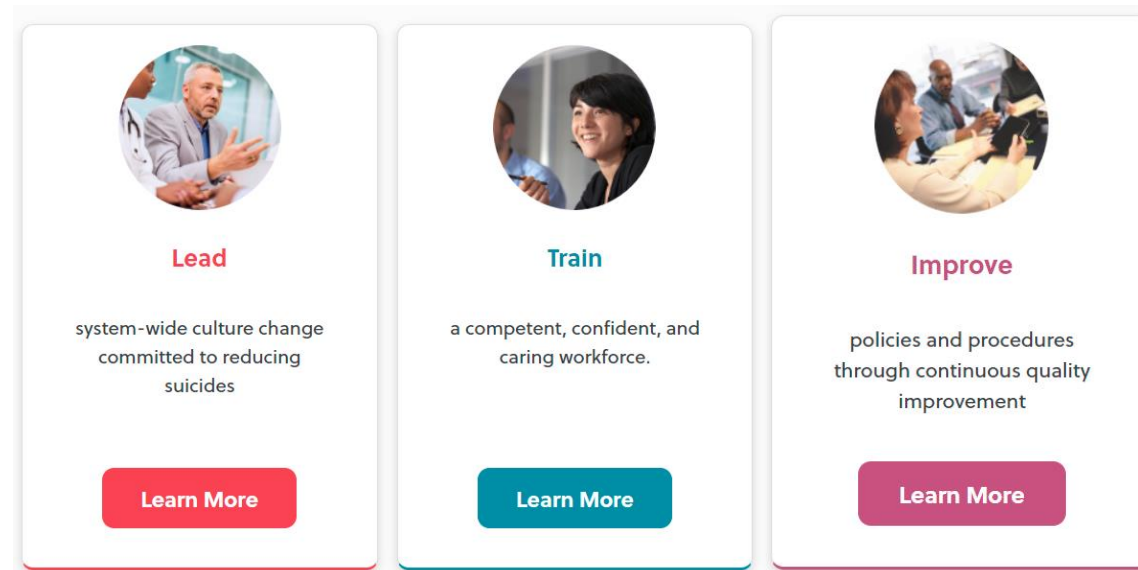 Lead
system-wide culture change
committed to reducing
suicides
Learn More
Train
a competent, confident, and
caring workforce.
Learn More
Improve
policies and procedures
through continuous quality
improvement
Learn More